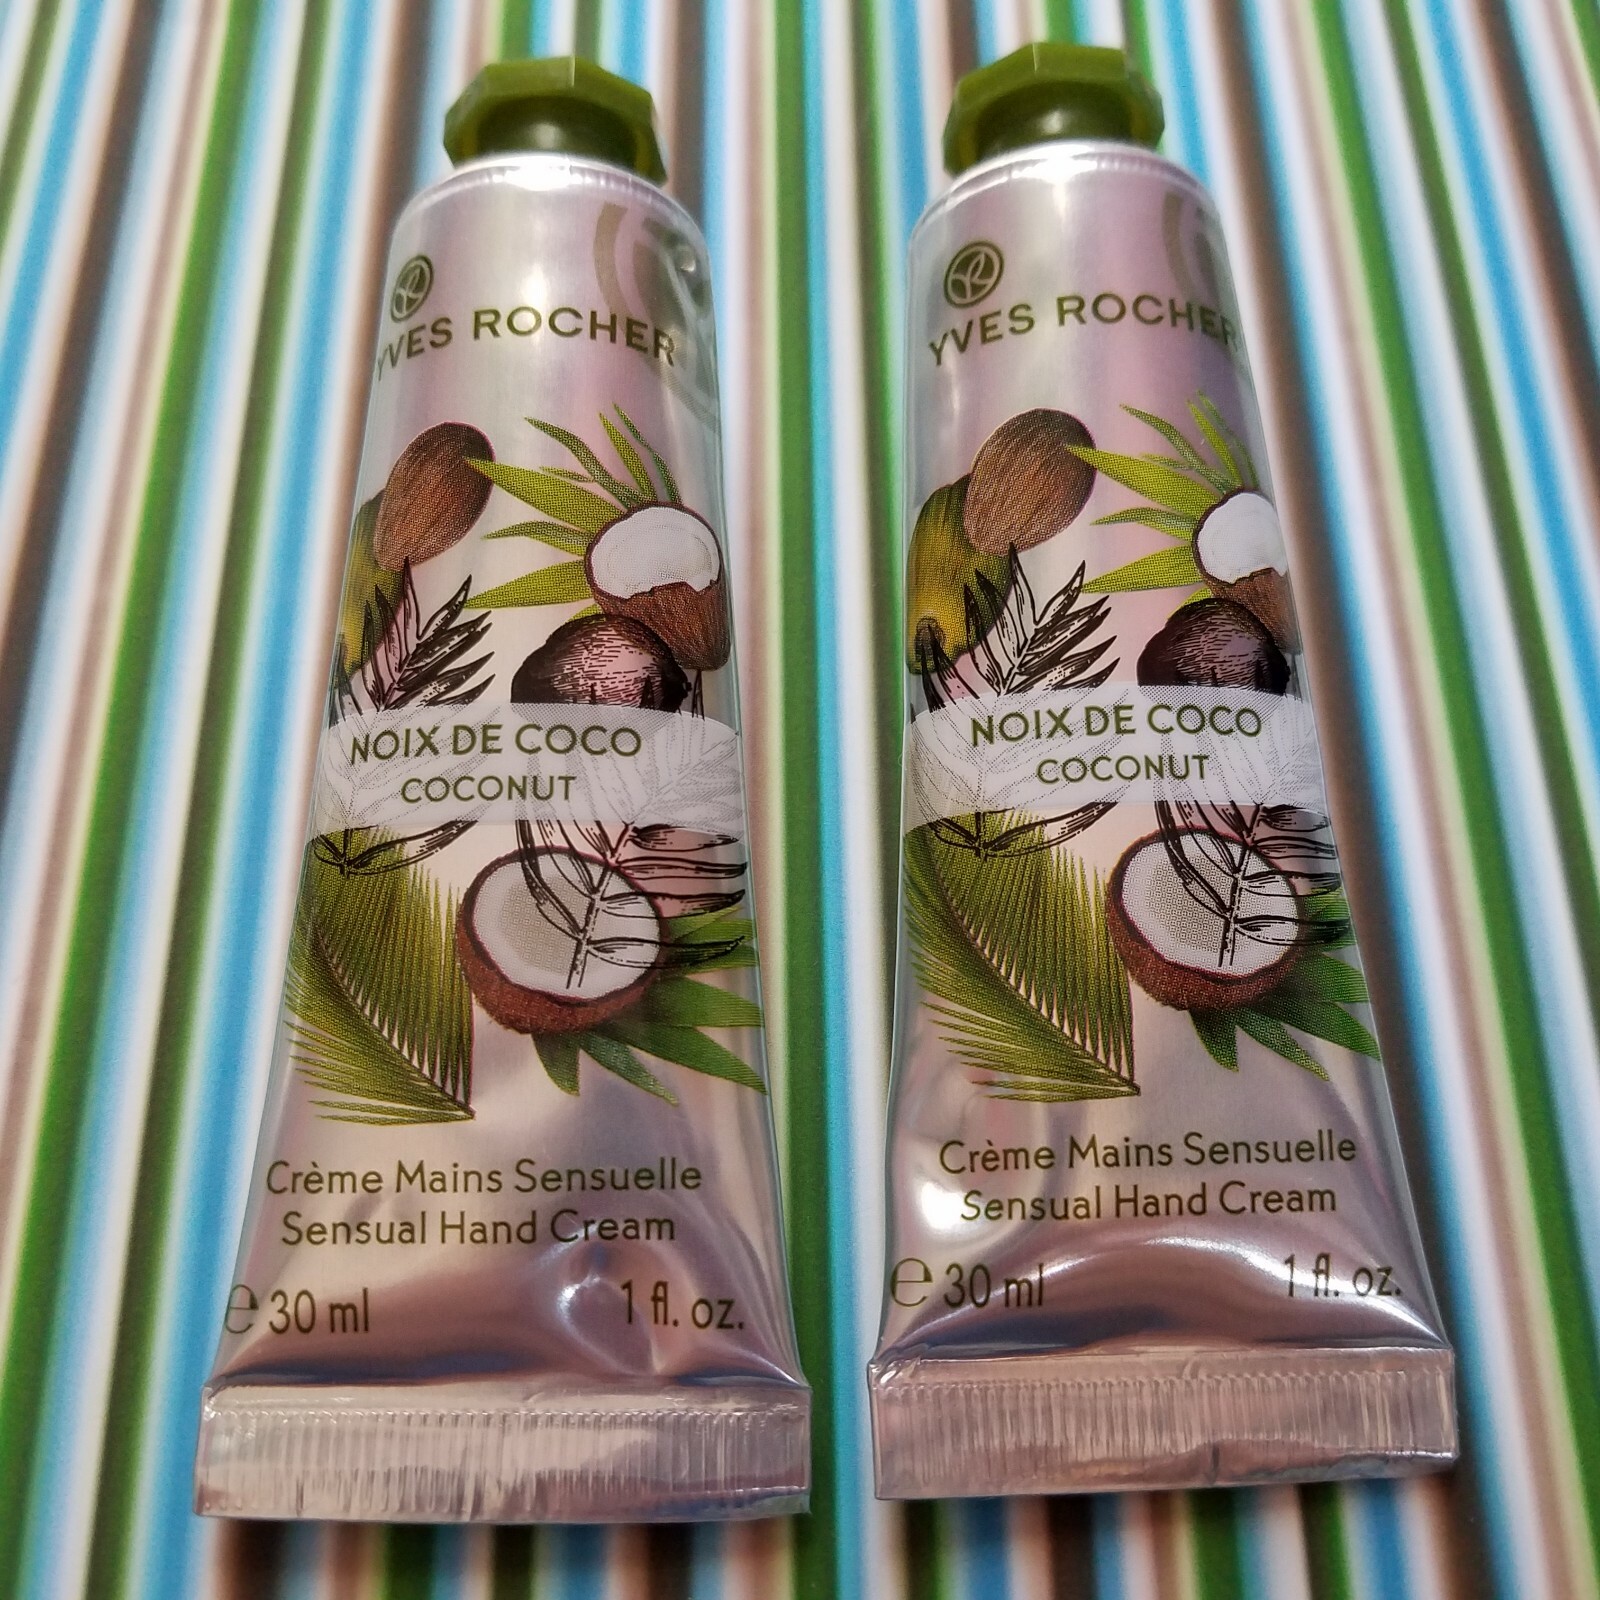 YVES ROCHER
NOIX DE COCO
COCONUT
Crème Mains Sensuelle
Sensual Hand Cream
℮ 30 ml 1 fl. oz.
YVES ROCHER
NOIX DE COCO
COCONUT
Crème Mains Sensuelle
Sensual Hand Cream
℮ 30 ml 1 fl. oz.